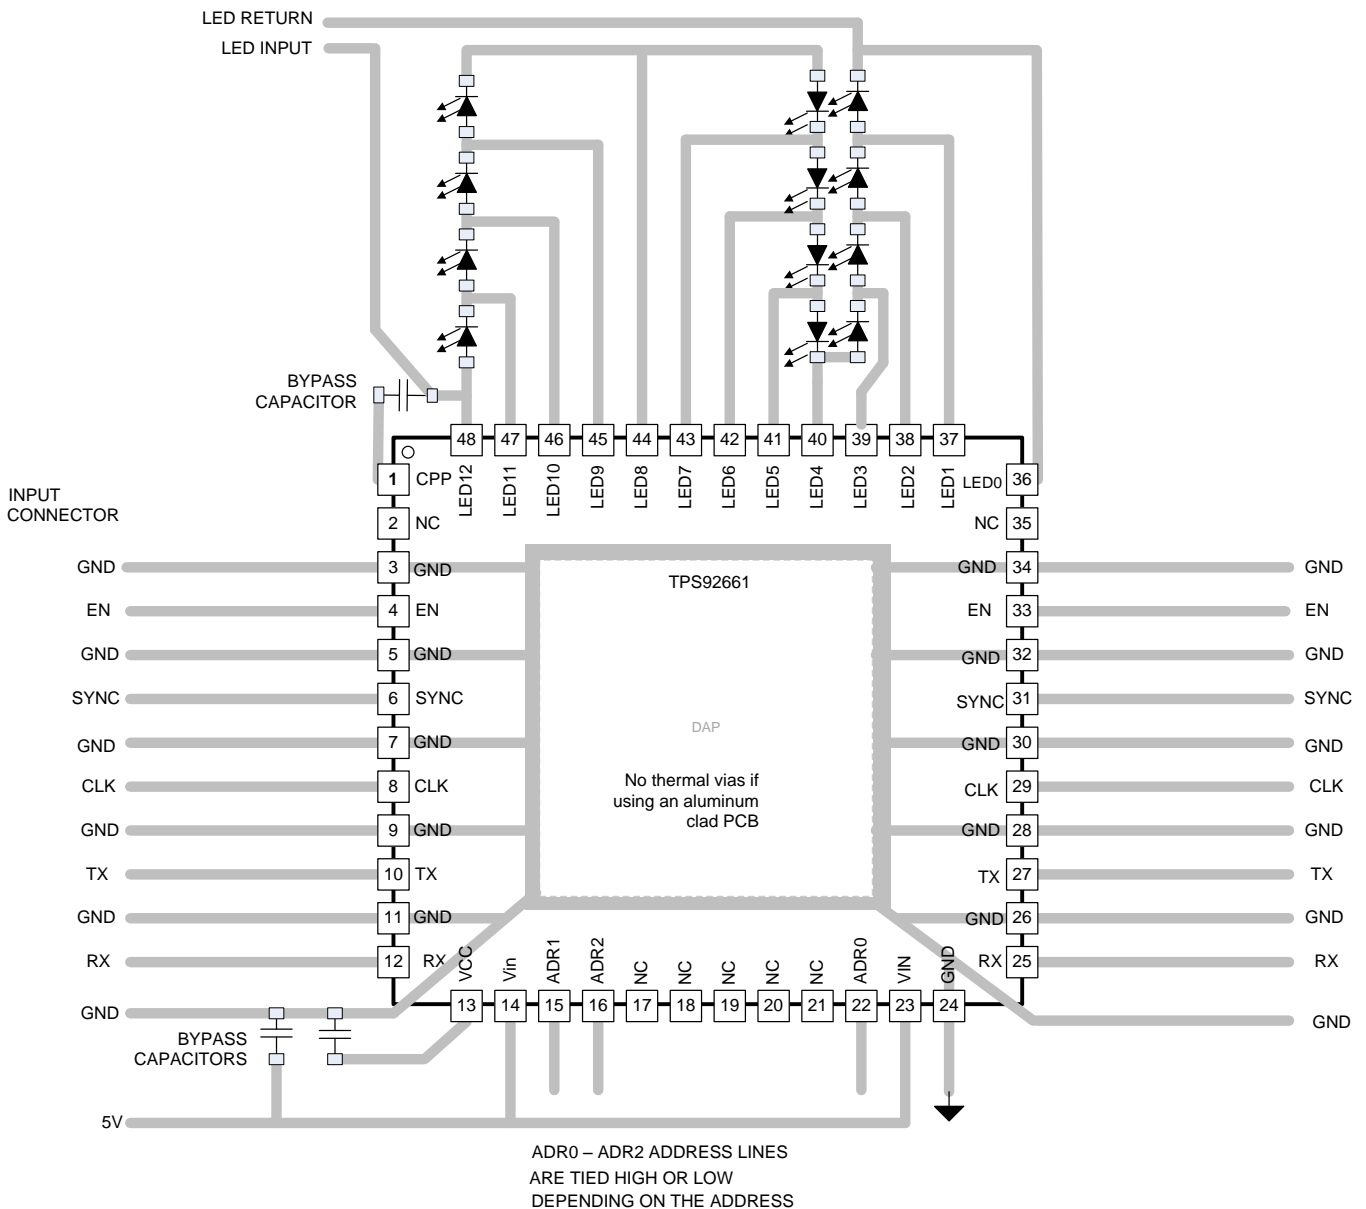 LED RETURN
LED INPUT
BYPASS
CAPACITOR
48 47 46 45 44 43 42 41 40 39 38 37
LED12 LED11 LED10 LED9 LED8 LED7 LED6 LED5 LED4 LED3 LED2 LED1
1 CPP LED0 36
INPUT
CONNECTOR
2 NC NC 35
GND 3 GND GND 34 GND
TPS92661
EN 4 EN EN 33 EN
GND 5 GND GND 32 GND
SYNC 6 SYNC SYNC 31 SYNC
DAP
GND 7 GND GND 30 GND
No thermal vias if
using an aluminum
clad PCB
CLK 8 CLK CLK 29 CLK
GND 9 GND GND 28 GND
TX 10 TX TX 27 TX
GND 11 GND GND 26 GND
RX 12 RX RX 25 RX
VCC Vin ADR1 ADR2 NC NC NC NC NC ADR0 VIN GND
13 14 15 16 17 18 19 20 21 22 23 24
GND GND
BYPASS
CAPACITORS
5V
ADR0 – ADR2 ADDRESS LINES
ARE TIED HIGH OR LOW
DEPENDING ON THE ADDRESS